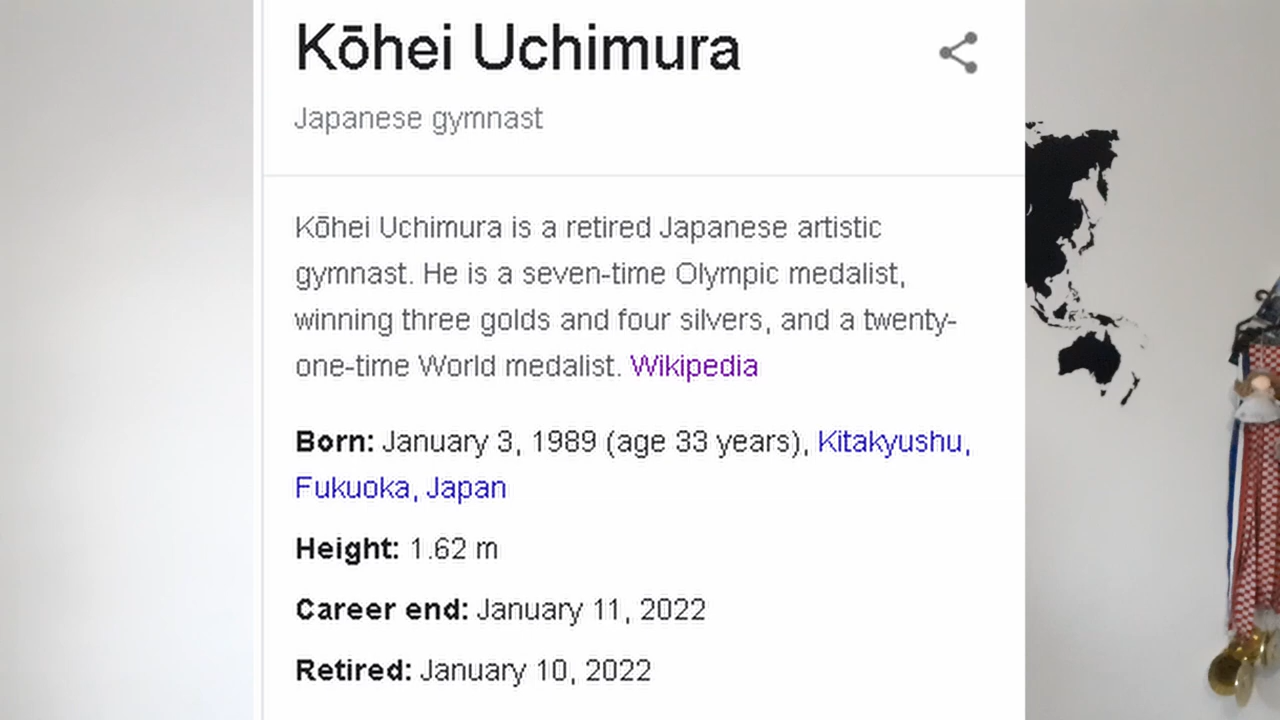 Kōhei Uchimura
Japanese gymnast
Kōhei Uchimura is a retired Japanese artistic
gymnast. He is a seven-time Olympic medalist,
winning three golds and four silvers, and a twenty-
one-time World medalist. Wikipedia
Born: January 3, 1989 (age 33 years), Kitakyushu,
Fukuoka, Japan
Height: 1.62 m
Career end: January 11, 2022
Retired: January 10, 2022